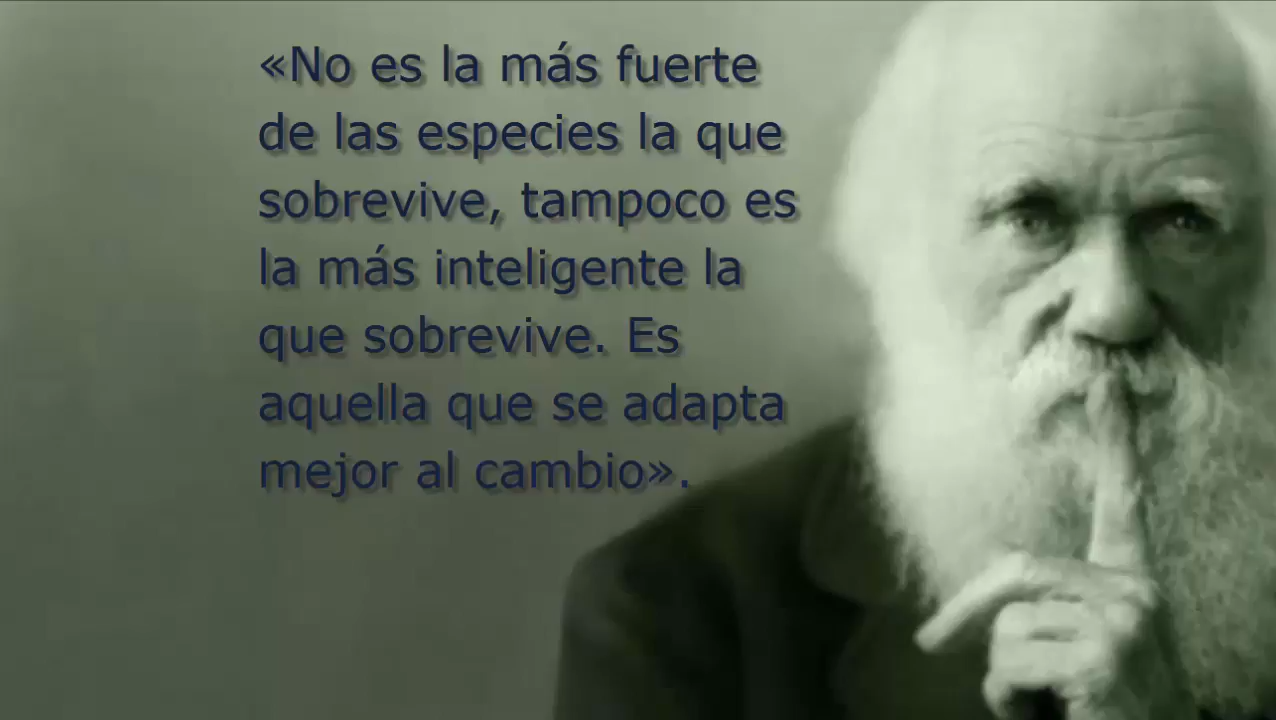 «No es la más fuerte
de las especies la que
sobrevive, tampoco es
la más inteligente la
que sobrevive. Es
aquella que se adapta
mejor al cambio».